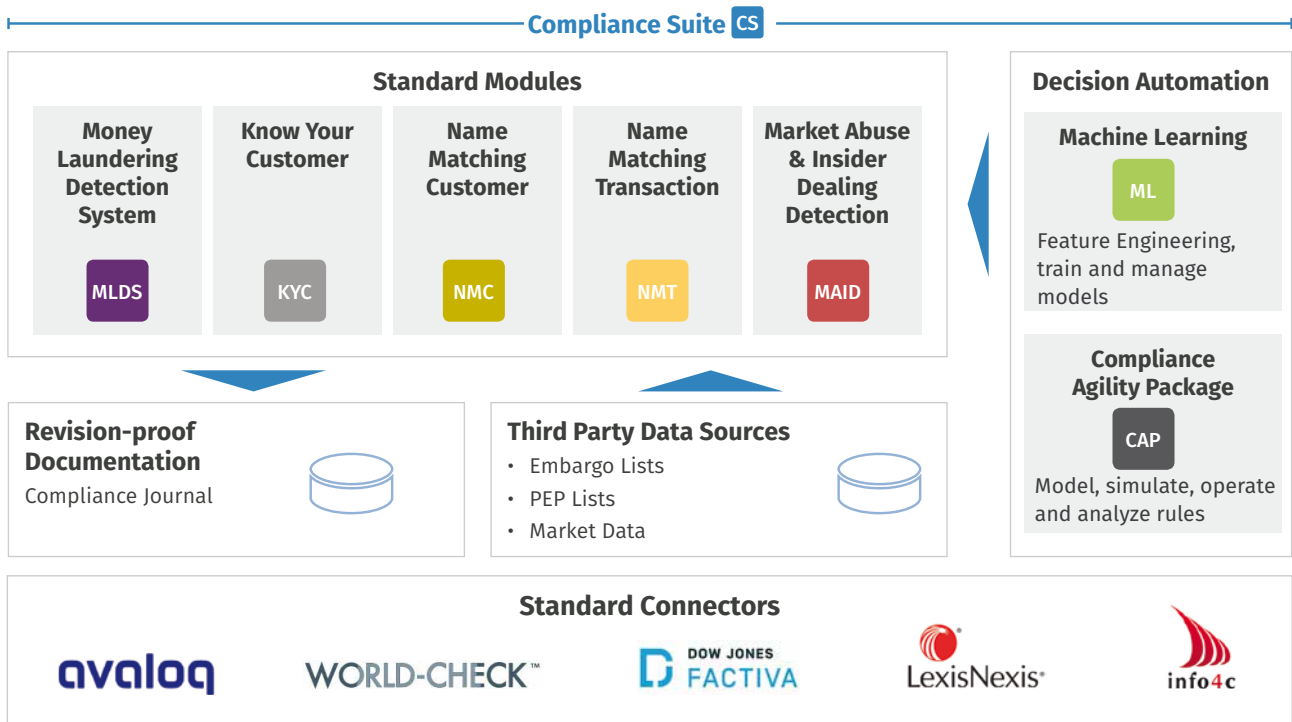 Compliance Suite CS
Standard Modules
Money
Laundering
Detection
System
MLDS
Know Your
Customer
KYC
Name
Matching
Customer
NMC
Name
Matching
Transaction
NMT
Market Abuse
& Insider
Dealing
Detection
MAID
Decision Automation
Machine Learning
ML
Feature Engineering,
train and manage
models
Compliance
Agility Package
CAP
Model, simulate, operate
and analyze rules
Revision-proof
Documentation
Compliance Journal
Third Party Data Sources
• Embargo Lists
• PEP Lists
• Market Data
Standard Connectors
avaloq
WORLD-CHECK™
DOW JONES
FACTIVA
LexisNexis®
info4c